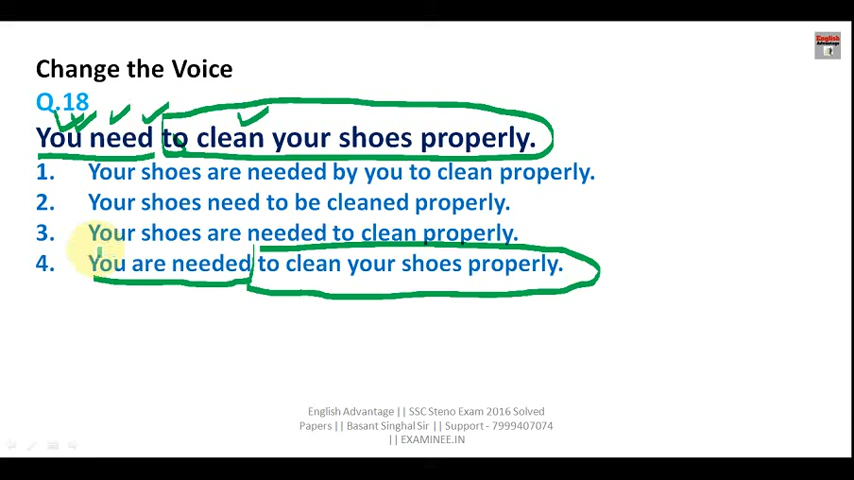 English
Advantage
Change the Voice
Q.18
You need to clean your shoes properly.
1. Your shoes are needed by you to clean properly.
2. Your shoes need to be cleaned properly.
3. Your shoes are needed to clean properly.
4. You are needed to clean your shoes properly.
English Advantage || SSC Steno Exam 2016 Solved
Papers || Basant Singhal Sir || Support - 7999407074
|| EXAMINEE.IN